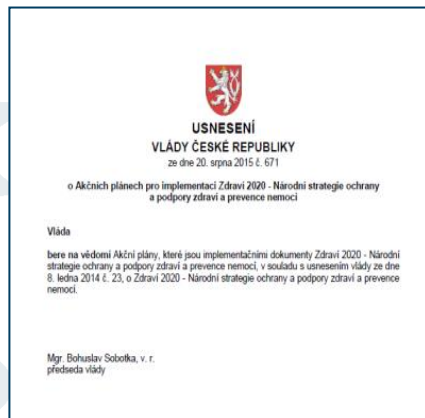 USNESENÍ
VLÁDY ČESKÉ REPUBLIKY
ze dne 20. srpna 2015 č. 671
o Akčních plánech pro implementaci Zdraví 2020 - Národní strategie ochrany
a podpory zdraví a prevence nemocí
Vláda
bere na vědomí Akční plány, které jsou implementačními dokumenty Zdraví 2020 - Národní
strategie ochrany a podpory zdraví a prevence nemocí, v souladu s usnesením vlády ze dne
8. ledna 2014 č. 23, o Zdraví 2020 - Národní strategie ochrany a podpory zdraví a prevence
nemocí.
Mgr. Bohuslav Sobotka, v. r.
předseda vlády